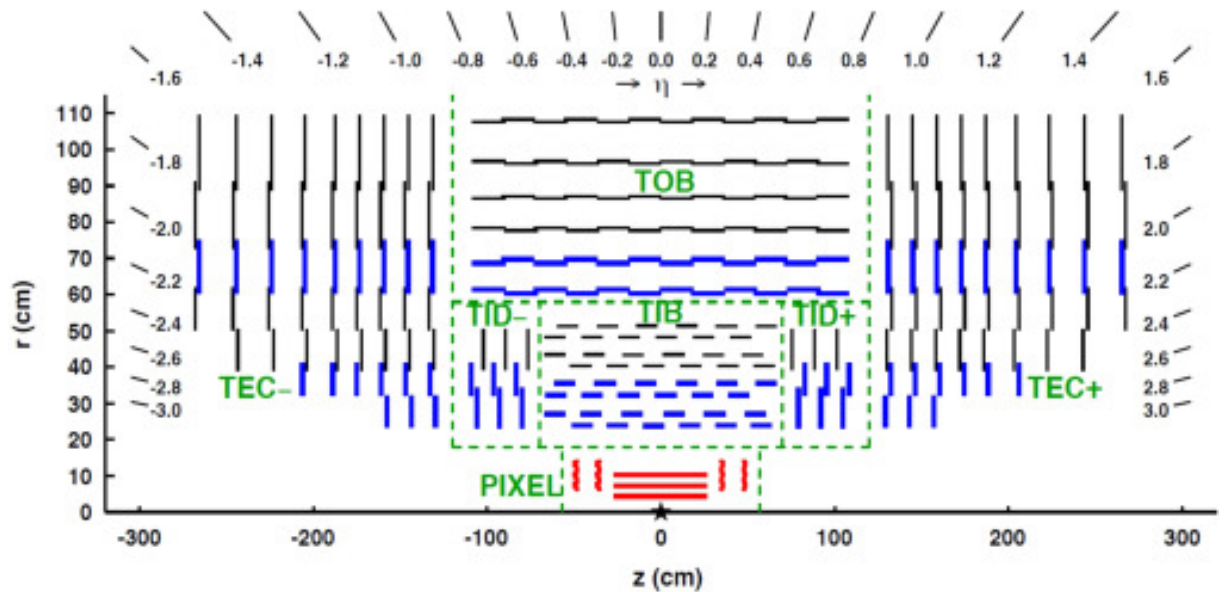 -1.4 -1.2 -1.0 -0.8 -0.6 -0.4 -0.2 0.0 0.2 0.4 0.6 0.8 1.0 1.2 1.4
-1.6 → η → 1.6
110
100
-1.8 TOB 1.8
90
80
-2.0 2.0
70
-2.2 2.2
60
-2.4 TID- TIB TID+ 2.4
50
-2.6 2.6
40
-2.8 TEC- TEC+ 2.8
30
-3.0 3.0
20
10 PIXEL
0
r (cm)
-300 -200 -100 0 100 200 300
z (cm)